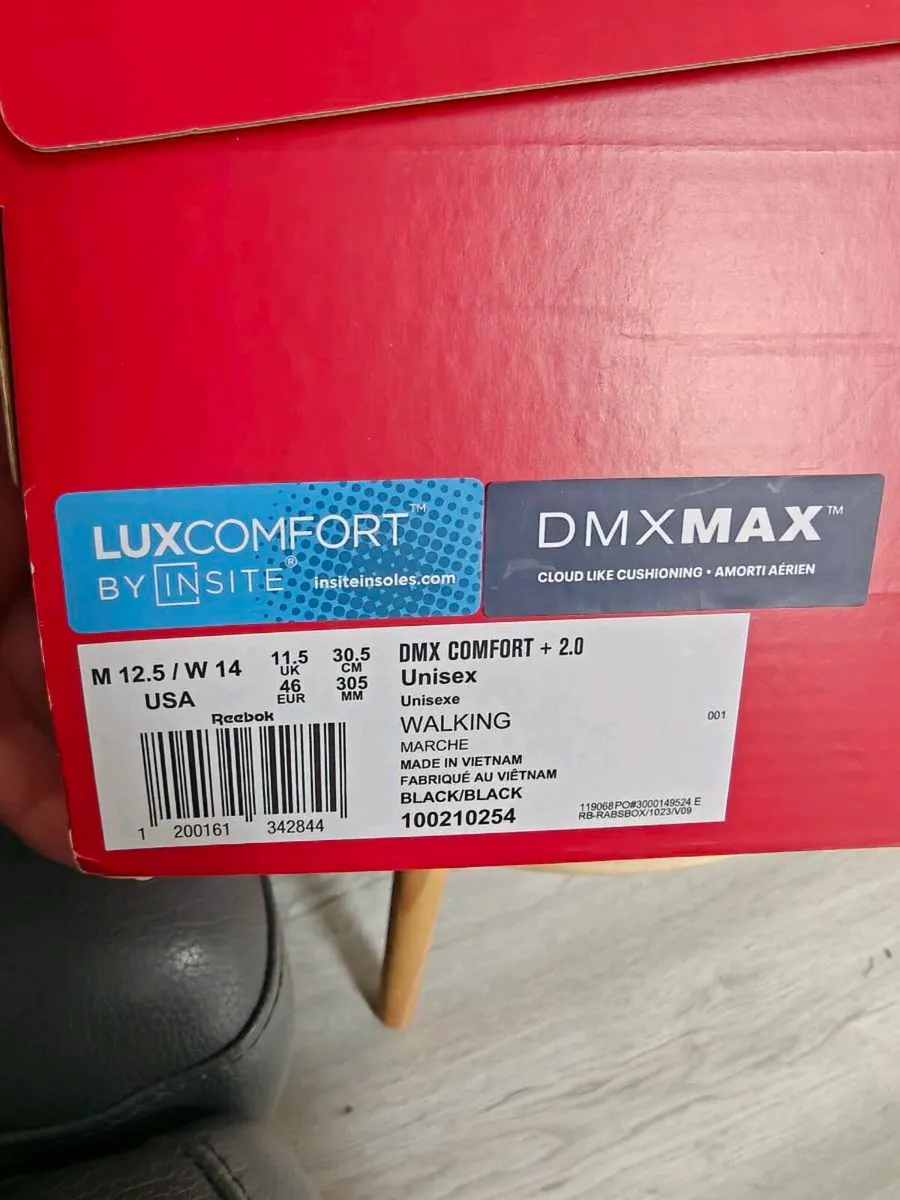 LUXCOMFORT™
BY INSITE® insiteinsoles.com
DMXMAX™
CLOUD LIKE CUSHIONING • AMORTI AÉRIEN
M 12.5 / W 14
USA
11.5
UK
46
EUR
30.5
CM
305
MM
Reebok
1 200161 342844
DMX COMFORT + 2.0
Unisex
Unisexe
WALKING
MARCHE
MADE IN VIETNAM
FABRIQUÉ AU VIÊTNAM
BLACK/BLACK
100210254
001
119068PO#3000149524 E
RB-RABSBOX/1023/V09